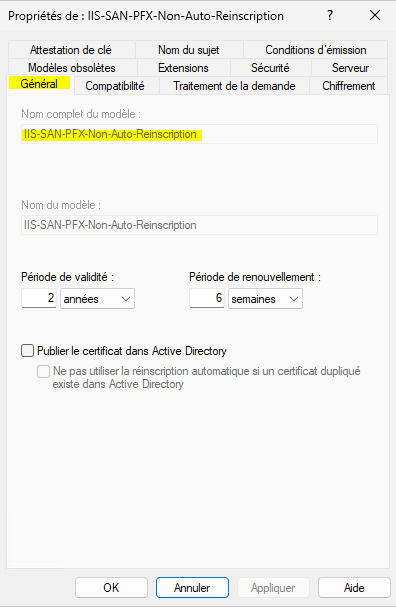 Propriétés de : IIS-SAN-PFX-Non-Auto-Reinscription ?
Attestation de clé Nom du sujet Conditions d'émission
Modèles obsolètes Extensions Sécurité Serveur
Général Compatibilité Traitement de la demande Chiffrement
Nom complet du modèle :
IIS-SAN-PFX-Non-Auto-Reinscription
Nom du modèle :
IIS-SAN-PFX-Non-Auto-Reinscription
Période de validité : Période de renouvellement :
2 années 6 semaines
Publier le certificat dans Active Directory
Ne pas utiliser la réinscription automatique si un certificat dupliqué
existe dans Active Directory
OK Annuler Appliquer Aide